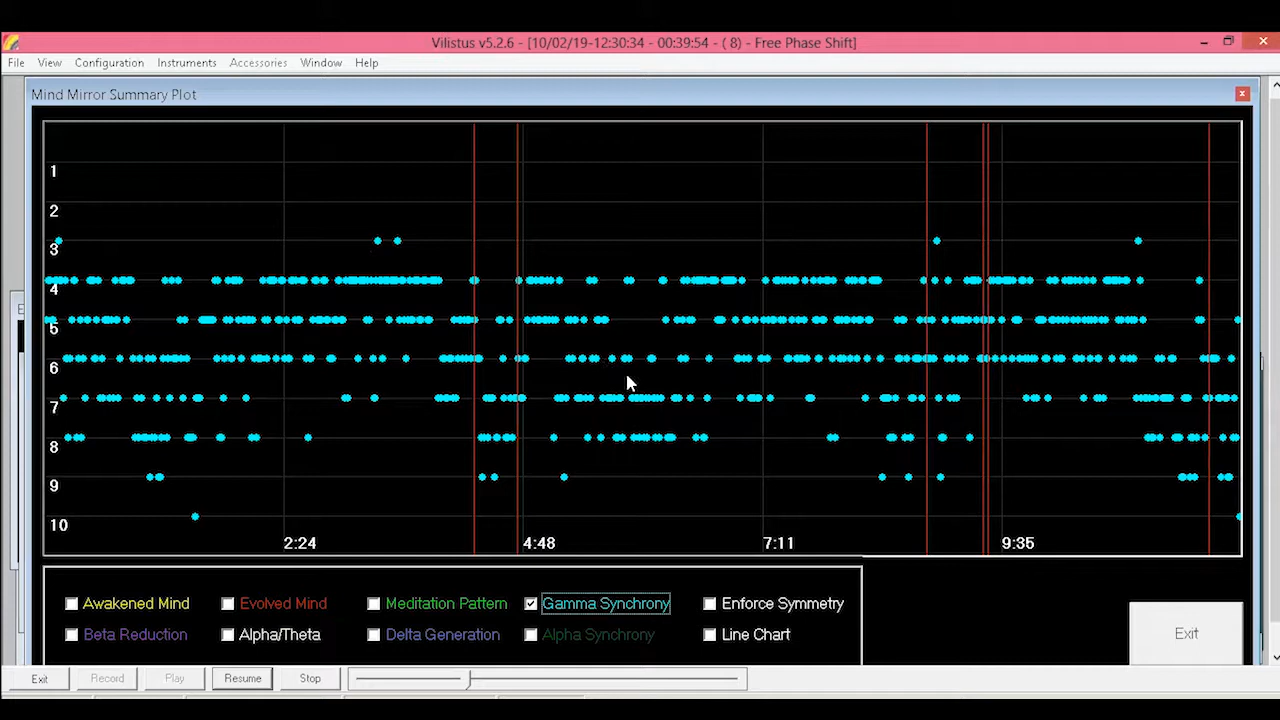 Vilistus v5.2.6 - [10/02/19-12:30:34 - 00:39:54 - ( 8) - Free Phase Shift]
File View Configuration Instruments Accessories Window Help
Mind Mirror Summary Plot
1
2
3
4
5
6
7
8
9
10
2:24 4:48 7:11 9:35
Awakened Mind Evolved Mind Meditation Pattern Gamma Synchrony Enforce Symmetry
Beta Reduction Alpha/Theta Delta Generation Alpha Synchrony Line Chart
Exit
Exit Record Play Resume Stop